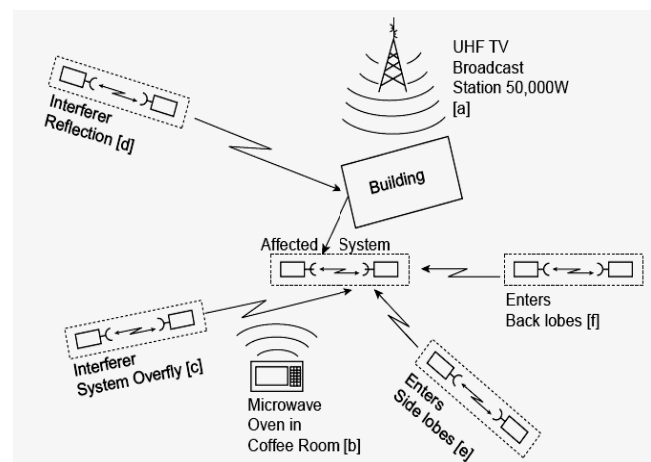 UHF TV
Broadcast
Station 50,000W
[a]
Interferer
Reflection [d]
Building
Affected System
Enters
Back lobes [f]
Interferer
System Overfly [c]
Microwave
Oven in
Coffee Room [b]
Enters
Side lobes [e]